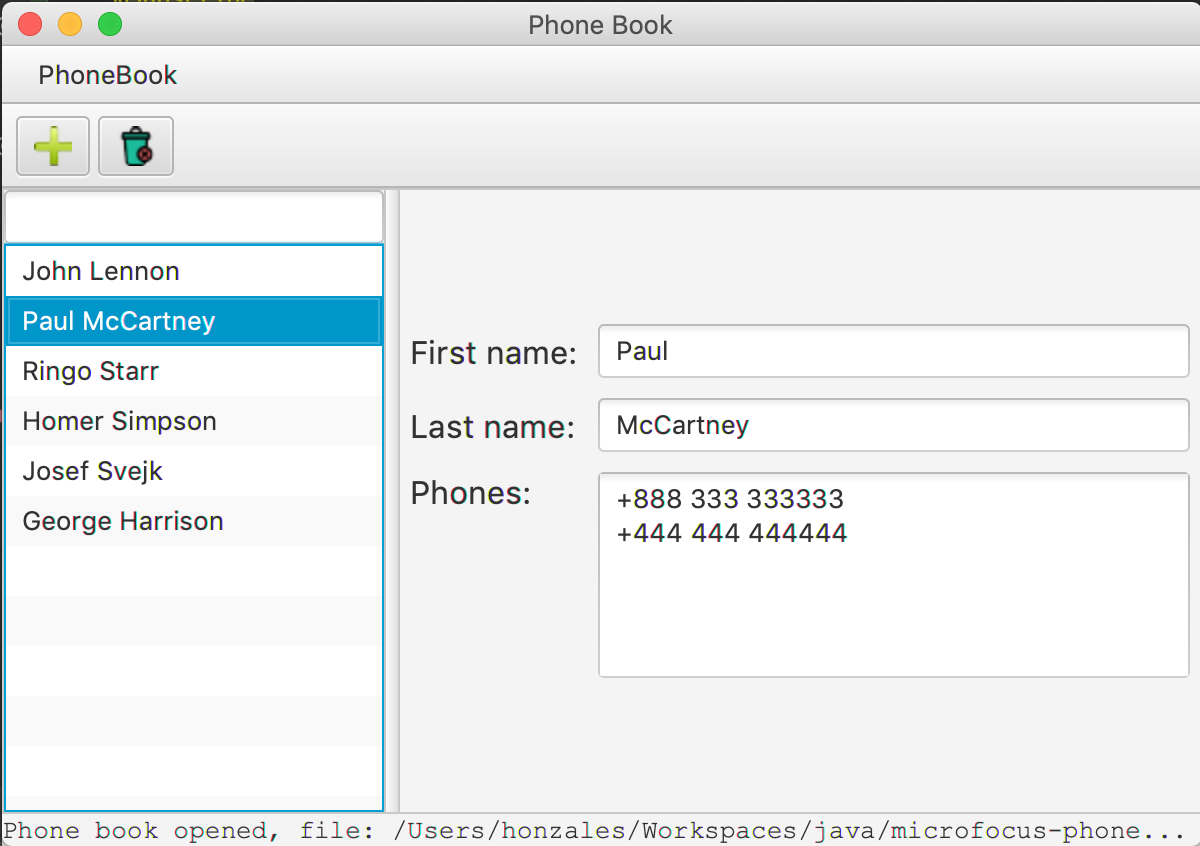 Phone Book
PhoneBook
John Lennon
Paul McCartney
Ringo Starr
Homer Simpson
Josef Svejk
George Harrison
First name: Paul
Last name: McCartney
Phones: +888 333 333333
+444 444 444444
Phone book opened, file: /Users/honzales/Workspaces/java/microfocus-phone...